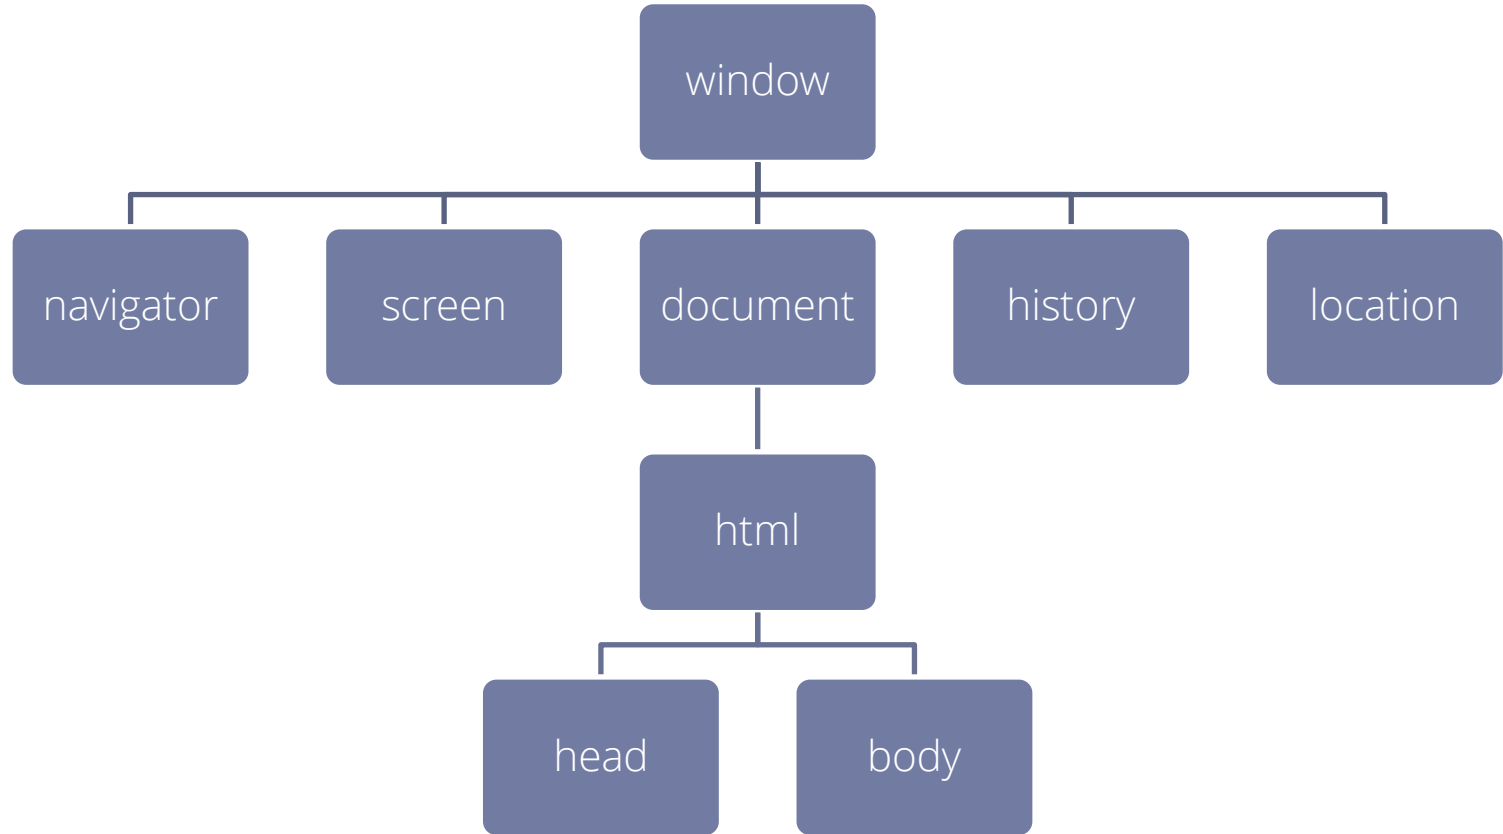 window
navigator
screen
document
history
location
html
head
body